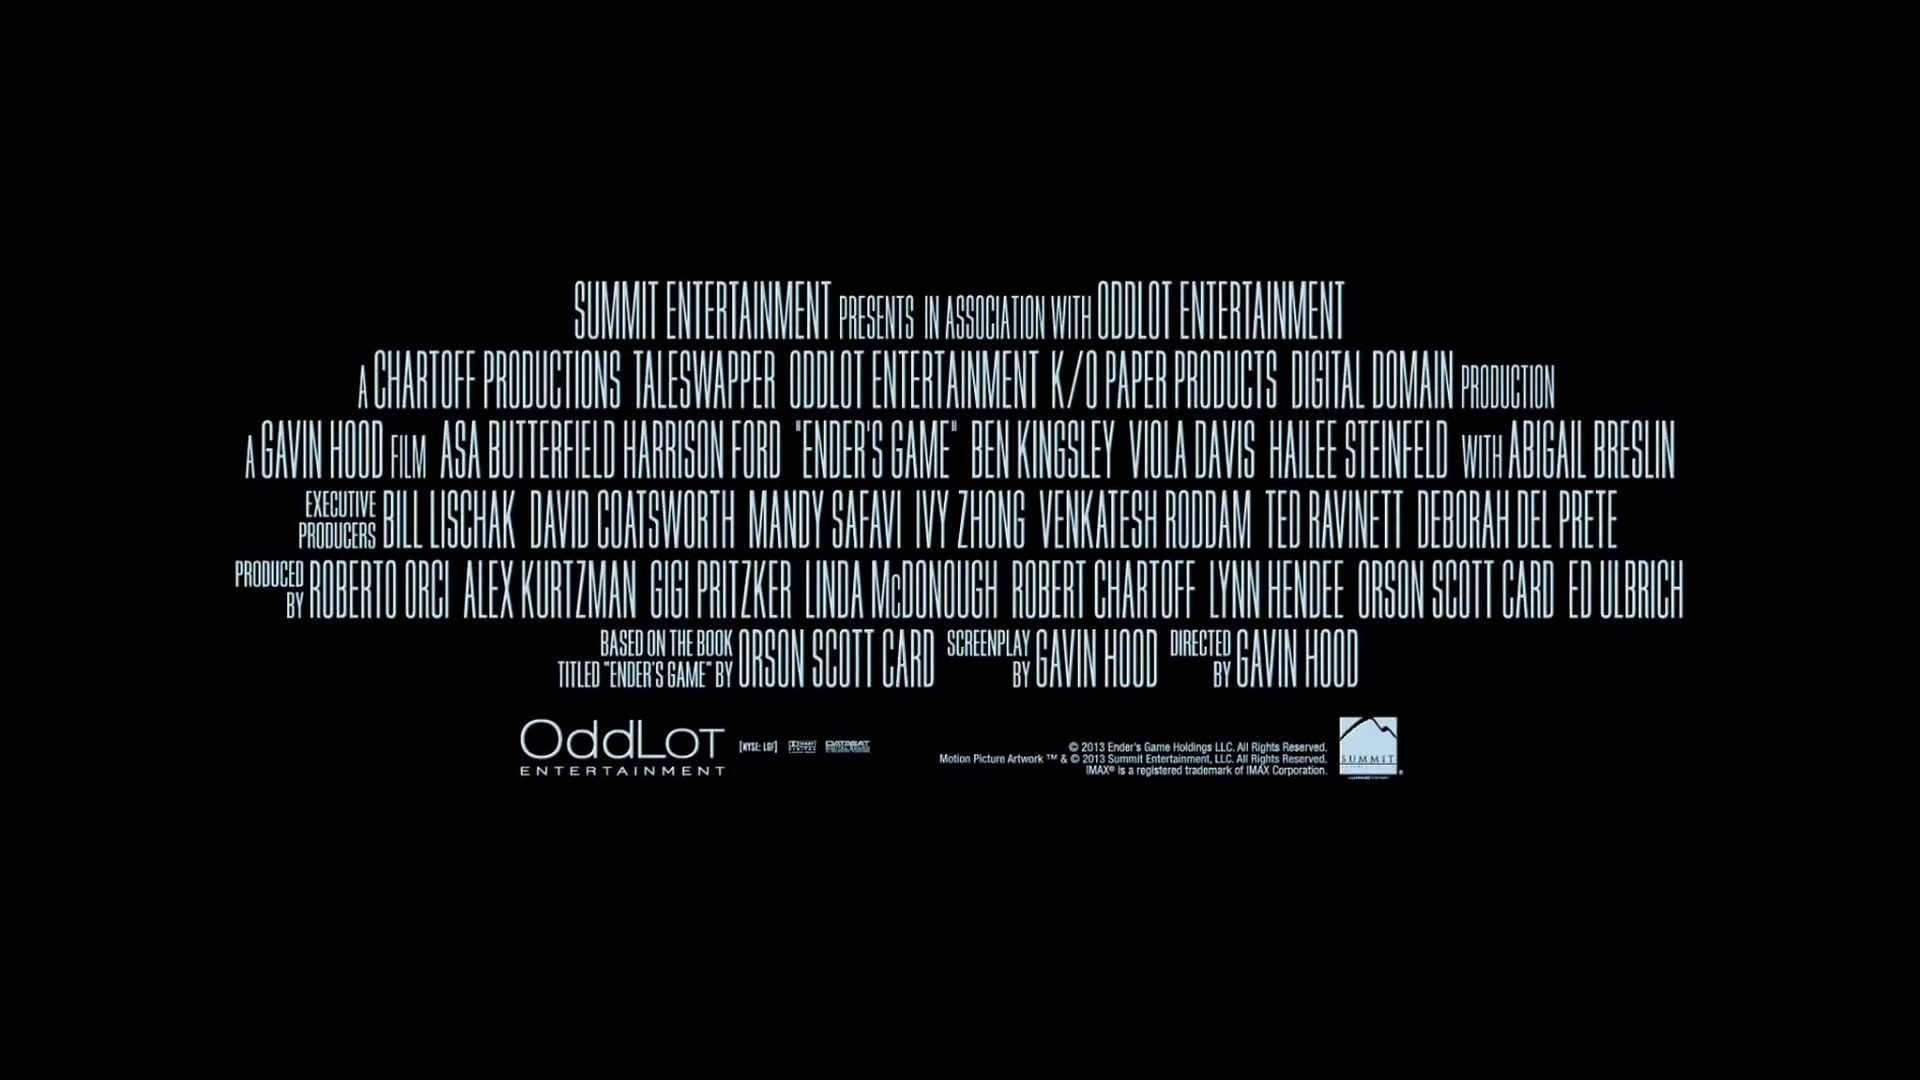 SUMMIT ENTERTAINMENT PRESENTS IN ASSOCIATION WITH ODDLOT ENTERTAINMENT
A CHARTOFF PRODUCTIONS TALESWAPPER ODDLOT ENTERTAINMENT K/O PAPER PRODUCTS DIGITAL DOMAIN PRODUCTION
A GAVIN HOOD FILM ASA BUTTERFIELD HARRISON FORD "ENDER'S GAME" BEN KINGSLEY VIOLA DAVIS HAILEE STEINFELD WITH ABIGAIL BRESLIN
EXECUTIVE PRODUCERS BILL LISCHAK DAVID COATSWORTH MANDY SAFAVI IVY ZHONG VENKATESH RODDAM TED RAVINETT DEBORAH DEL PRETE
PRODUCED BY ROBERTO ORCI ALEX KURTZMAN GIGI PRITZKER LINDA McDONOUGH ROBERT CHARTOFF LYNN HENDEE ORSON SCOTT CARD ED ULBRICH
BASED ON THE BOOK TITLED "ENDER'S GAME" BY ORSON SCOTT CARD SCREENPLAY BY GAVIN HOOD DIRECTED BY GAVIN HOOD
OddLot
ENTERTAINMENT
[NYSE: LGF]
DATASAT
© 2013 Ender's Game Holdings LLC. All Rights Reserved.
Motion Picture Artwork ™ & © 2013 Summit Entertainment, LLC. All Rights Reserved.
IMAX® is a registered trademark of IMAX Corporation.
SUMMIT